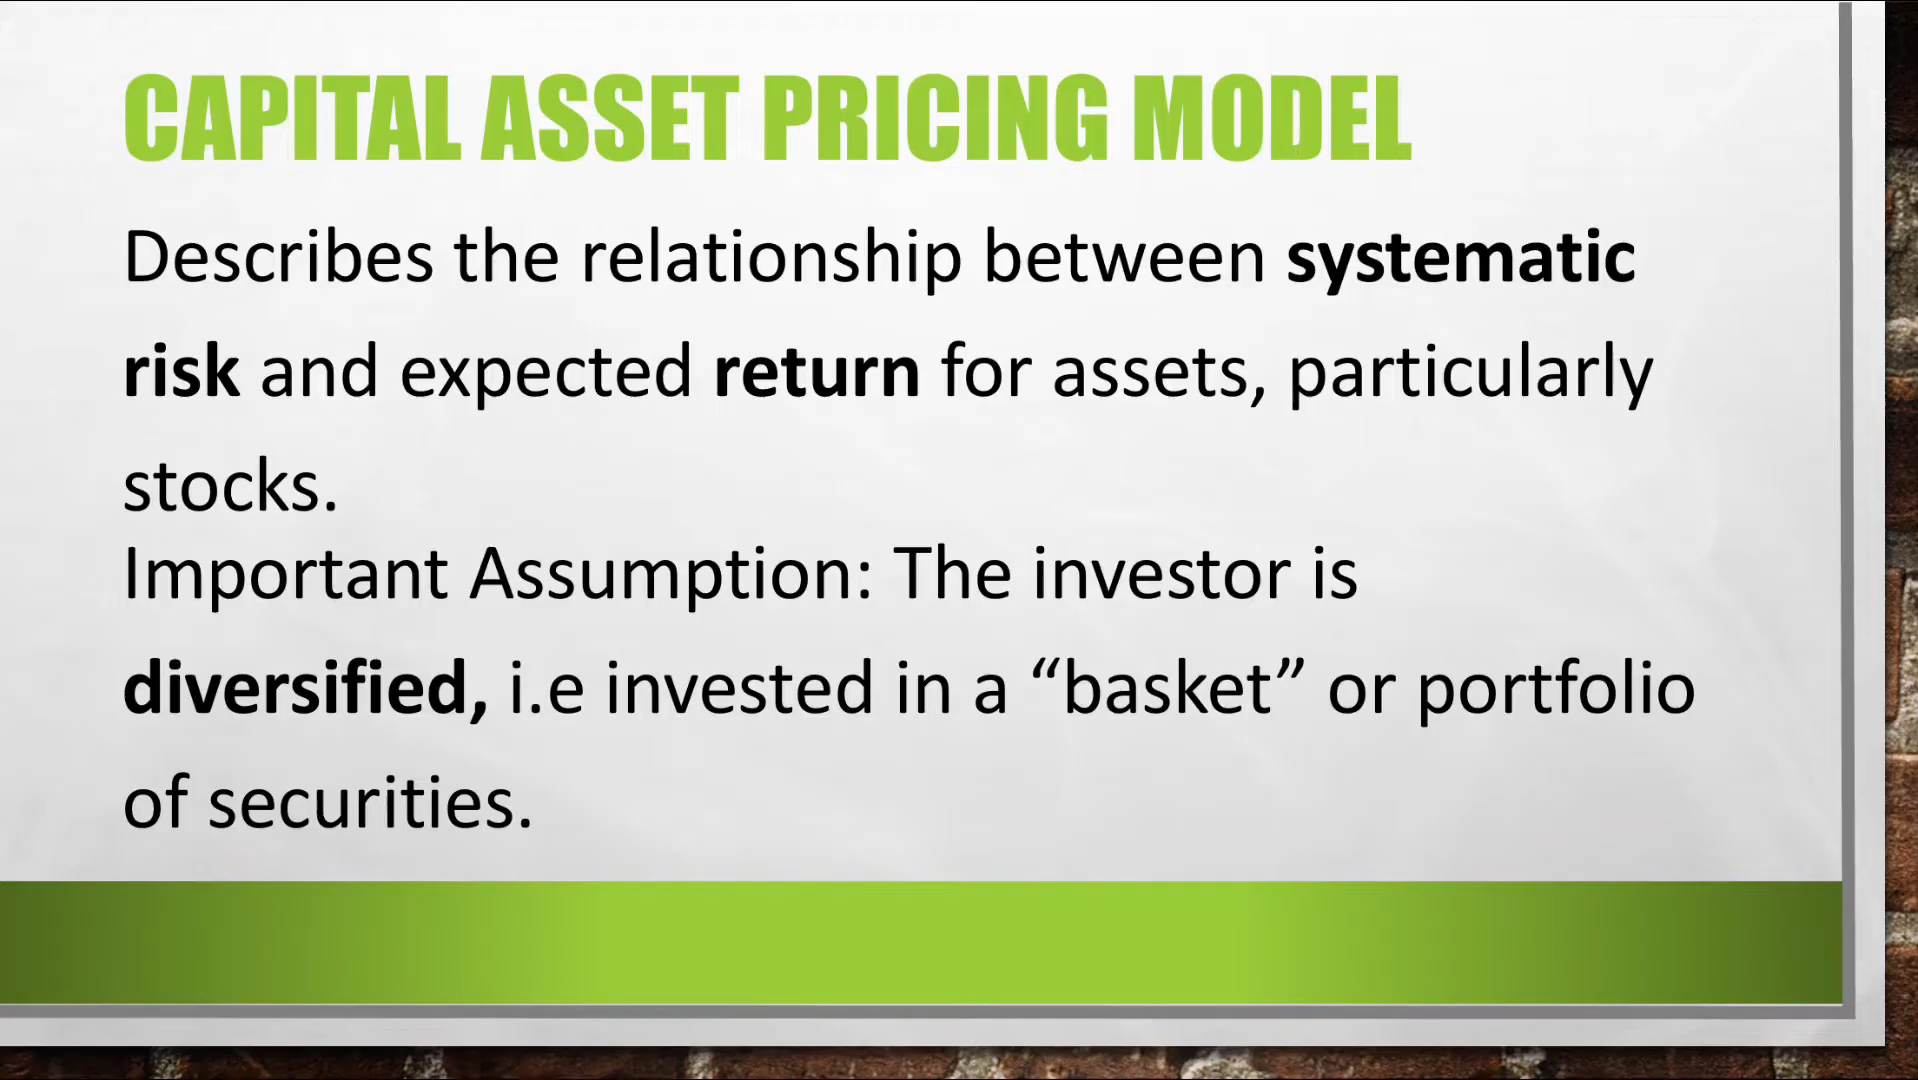 CAPITAL ASSET PRICING MODEL
Describes the relationship between systematic
risk and expected return for assets, particularly
stocks.
Important Assumption: The investor is
diversified, i.e invested in a “basket” or portfolio
of securities.